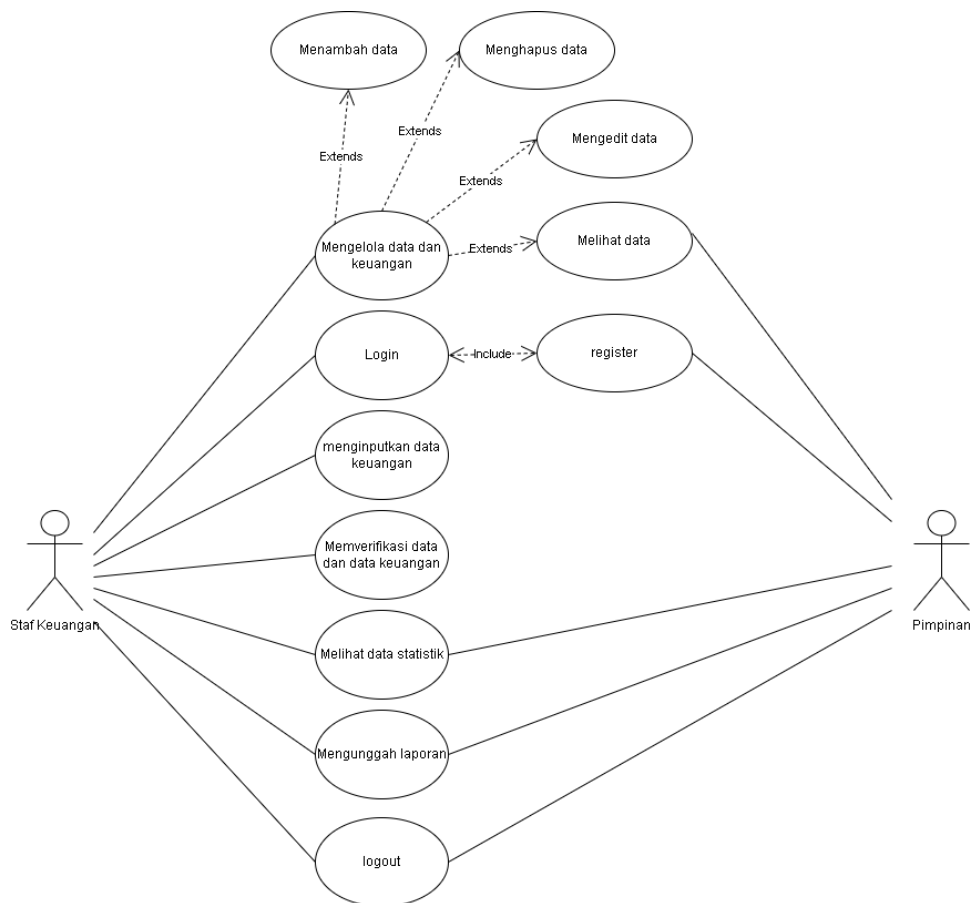 Menambah data
Menghapus data
Extends
Extends
Mengedit data
Extends
Mengelola data dan
keuangan
Extends
Melihat data
Login
Include
register
menginputkan data
keuangan
Memverifikasi data
dan data keuangan
Staf Keuangan
Pimpinan
Melihat data statistik
Mengunggah laporan
logout